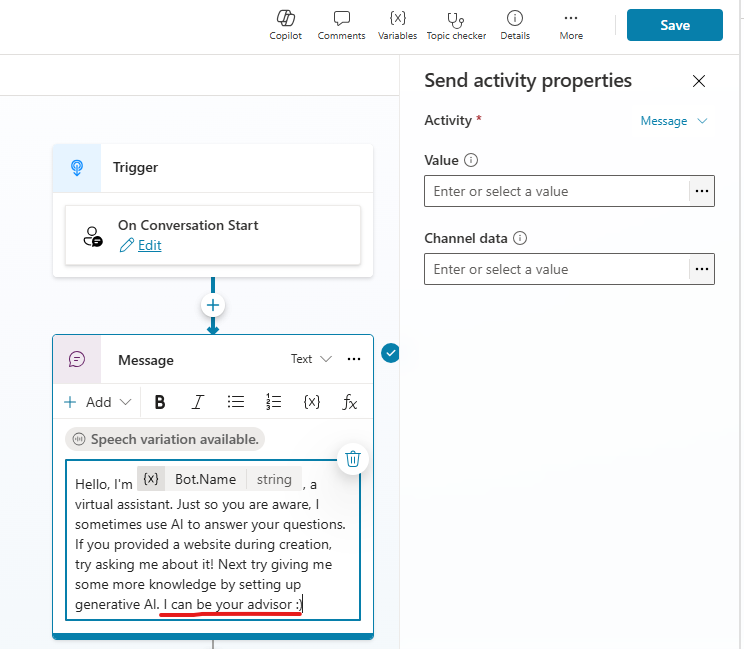 Copilot Comments Variables Topic checker Details More Save
Send activity properties
Activity * Message
Value
Enter or select a value
Channel data
Enter or select a value
Trigger
On Conversation Start
Edit
Message Text
Add B I {x} fx
Speech variation available.
Hello, I'm {x} Bot.Name string , a
virtual assistant. Just so you are aware, I
sometimes use AI to answer your questions.
If you provided a website during creation,
try asking me about it! Next try giving me
some more knowledge by setting up
generative AI. I can be your advisor :)